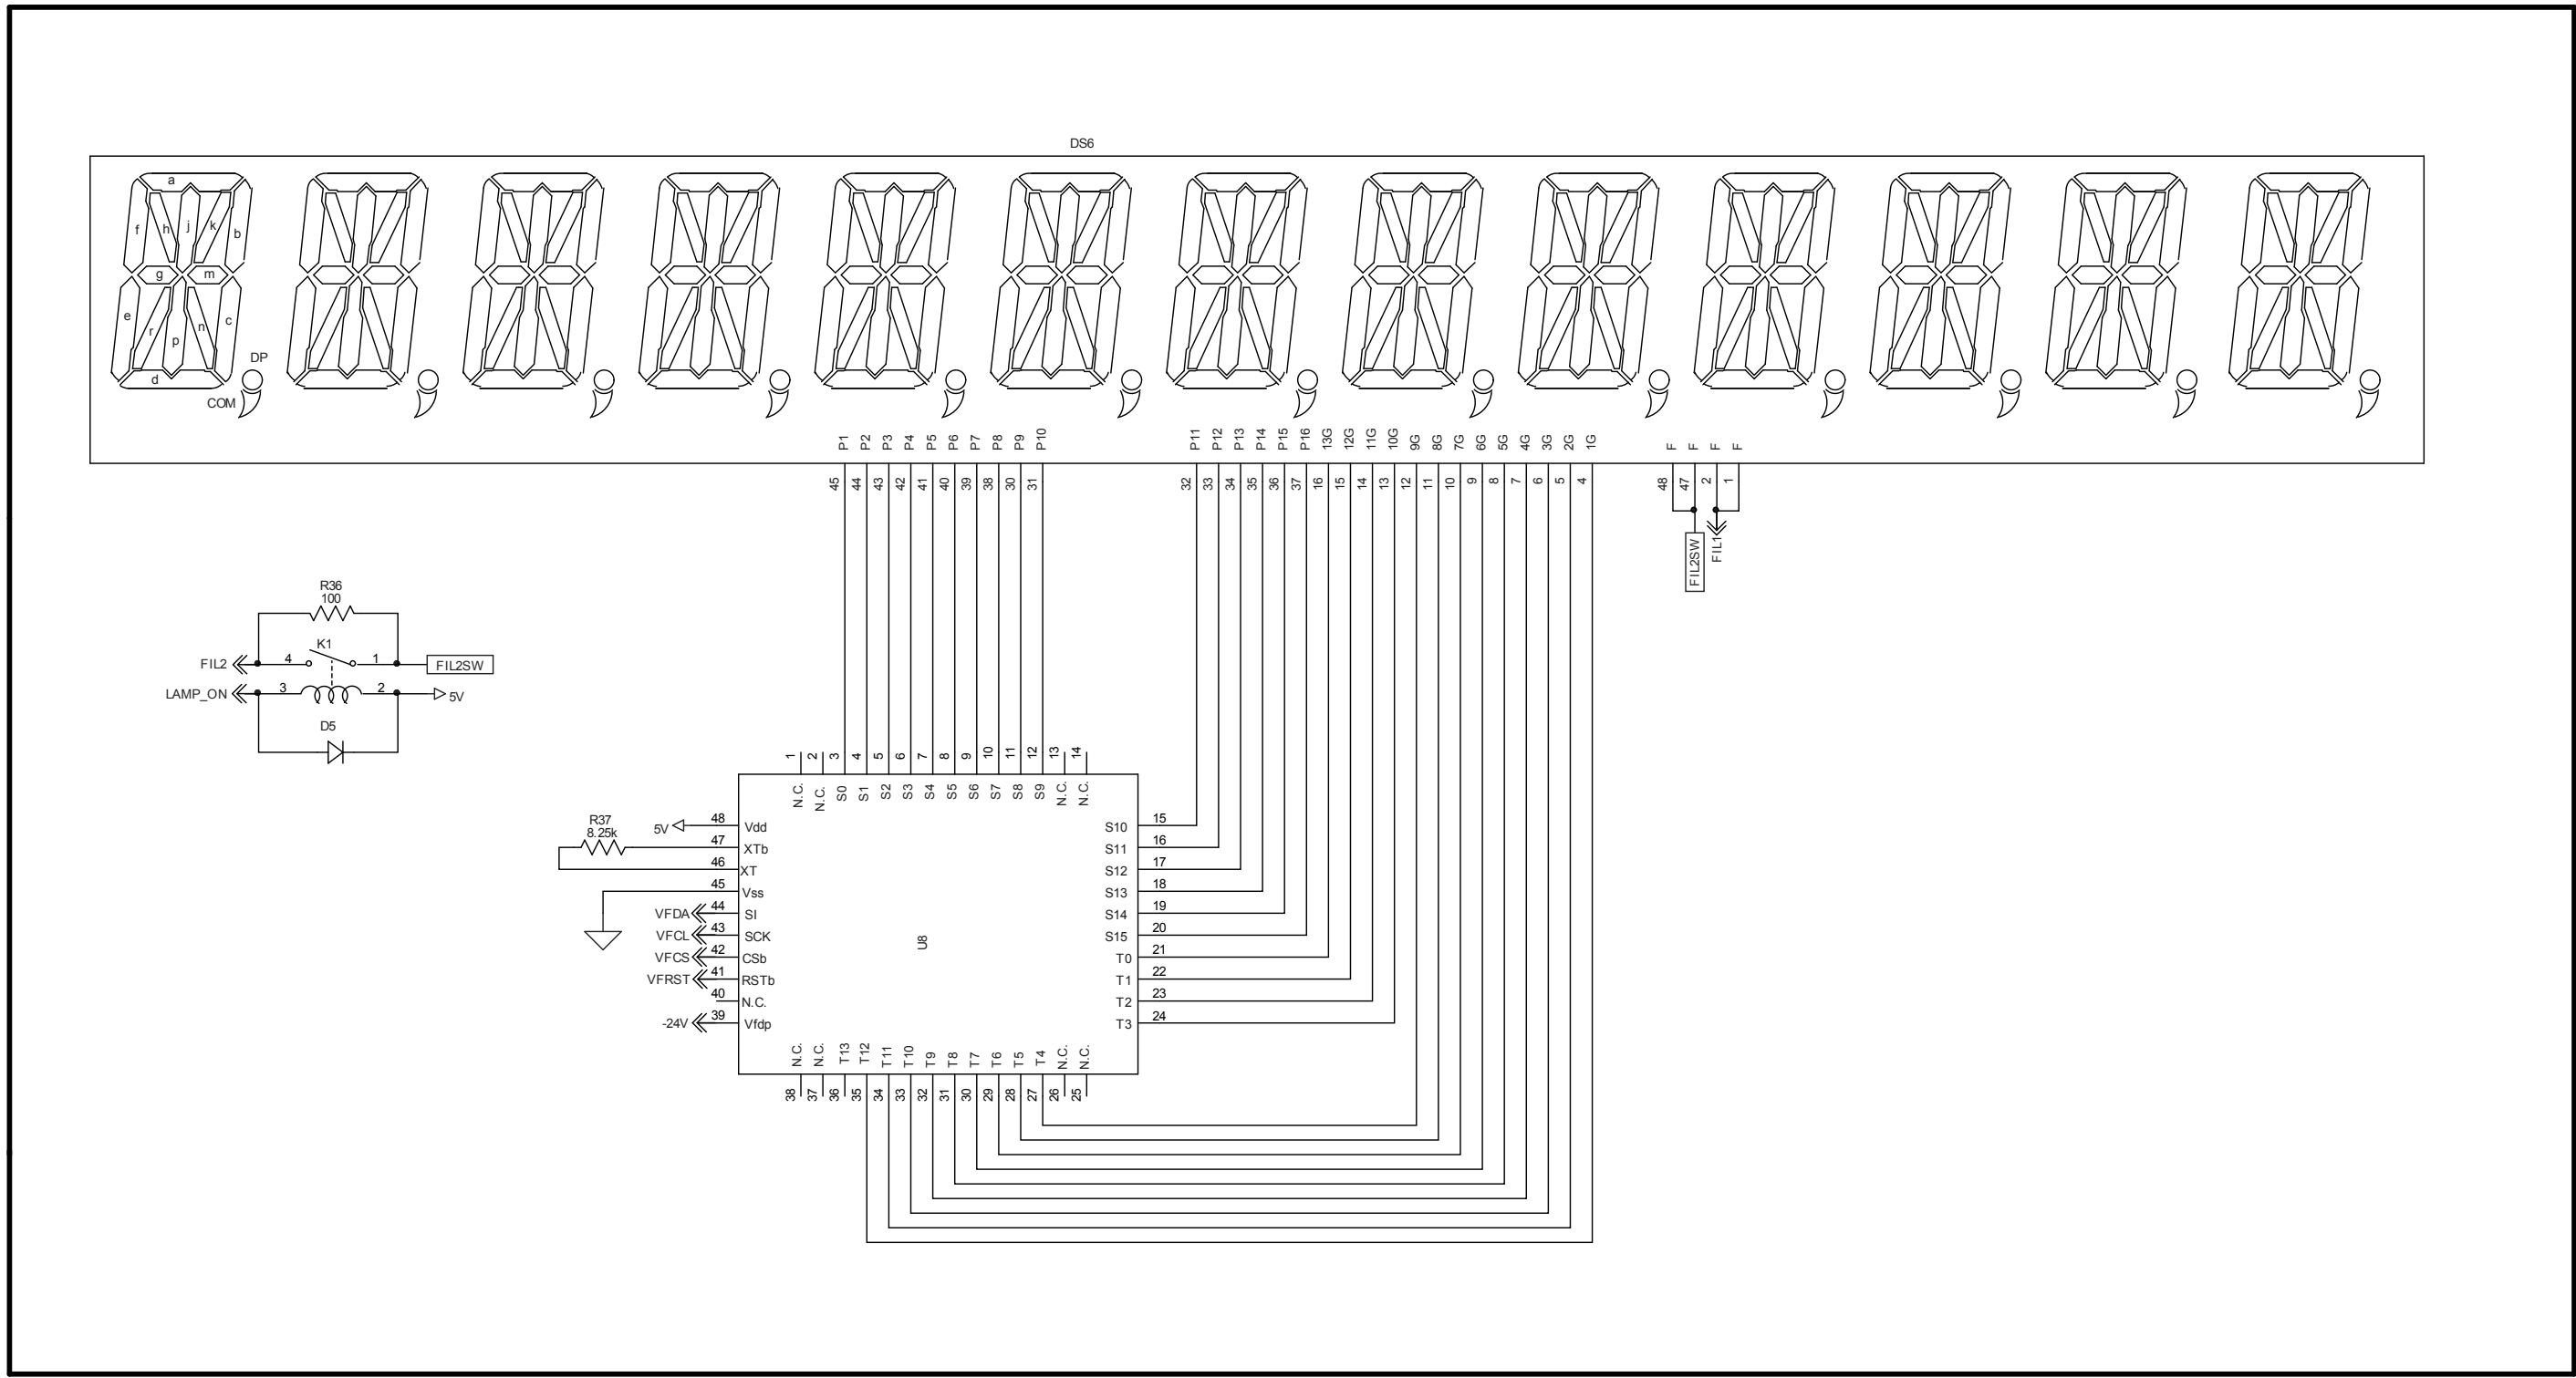 DS6
a
f h j k b
g m
e r p n c
d
DP
COM
P1 P2 P3 P4 P5 P6 P7 P8 P9 P10 P11 P12 P13 P14 P15 P16 13G 12G 11G 10G 9G 8G 7G 6G 5G 4G 3G 2G 1G F F F F
45 44 43 42 41 40 39 38 30 31 32 33 34 35 36 37 16 15 14 13 12 11 10 9 8 7 6 5 4 48 47 2 1
FIL2SW
FIL1
R36
100
K1
FIL2 4 1 FIL2SW
LAMP_ON 3 2 5V
D5
1 2 3 4 5 6 7 8 9 10 11 12 13 14
N.C. N.C. S0 S1 S2 S3 S4 S5 S6 S7 S8 S9 N.C. N.C.
R37
8.25k
5V 48 Vdd
47 XTb
46 XT
45 Vss
VFDA 44 SI
VFCL 43 SCK
VFCS 42 CSb
VFRST 41 RSTb
40 N.C.
-24V 39 Vfdp
U8
S10 15
S11 16
S12 17
S13 18
S14 19
S15 20
T0 21
T1 22
T2 23
T3 24
N.C. N.C. T13 T12 T11 T10 T9 T8 T7 T6 T5 T4 N.C. N.C.
38 37 36 35 34 33 32 31 30 29 28 27 26 25